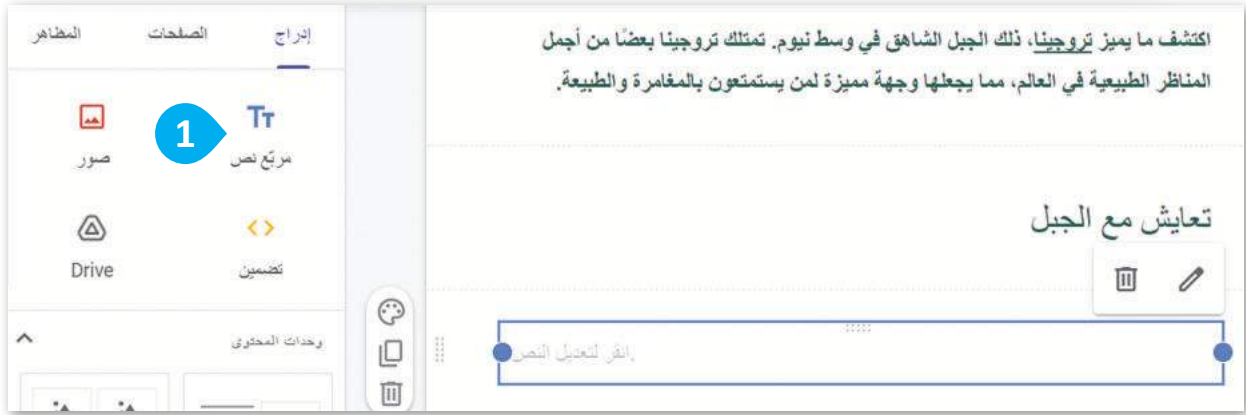 اكتشف ما يميز تروجينا، ذلك الجبل الشاهق في وسط نيوم. تمتلك تروجينا بعضًا من أجمل
المناظر الطبيعية في العالم، مما يجعلها وجهة مميزة لمن يستمتعون بالمغامرة والطبيعة.
تعايش مع الجبل
انقر لتعديل النص.
إدراج
الصفحات
المظاهر
1
Tт
مربّع نص
صور
تضمين
Drive
وحدات المحتوى